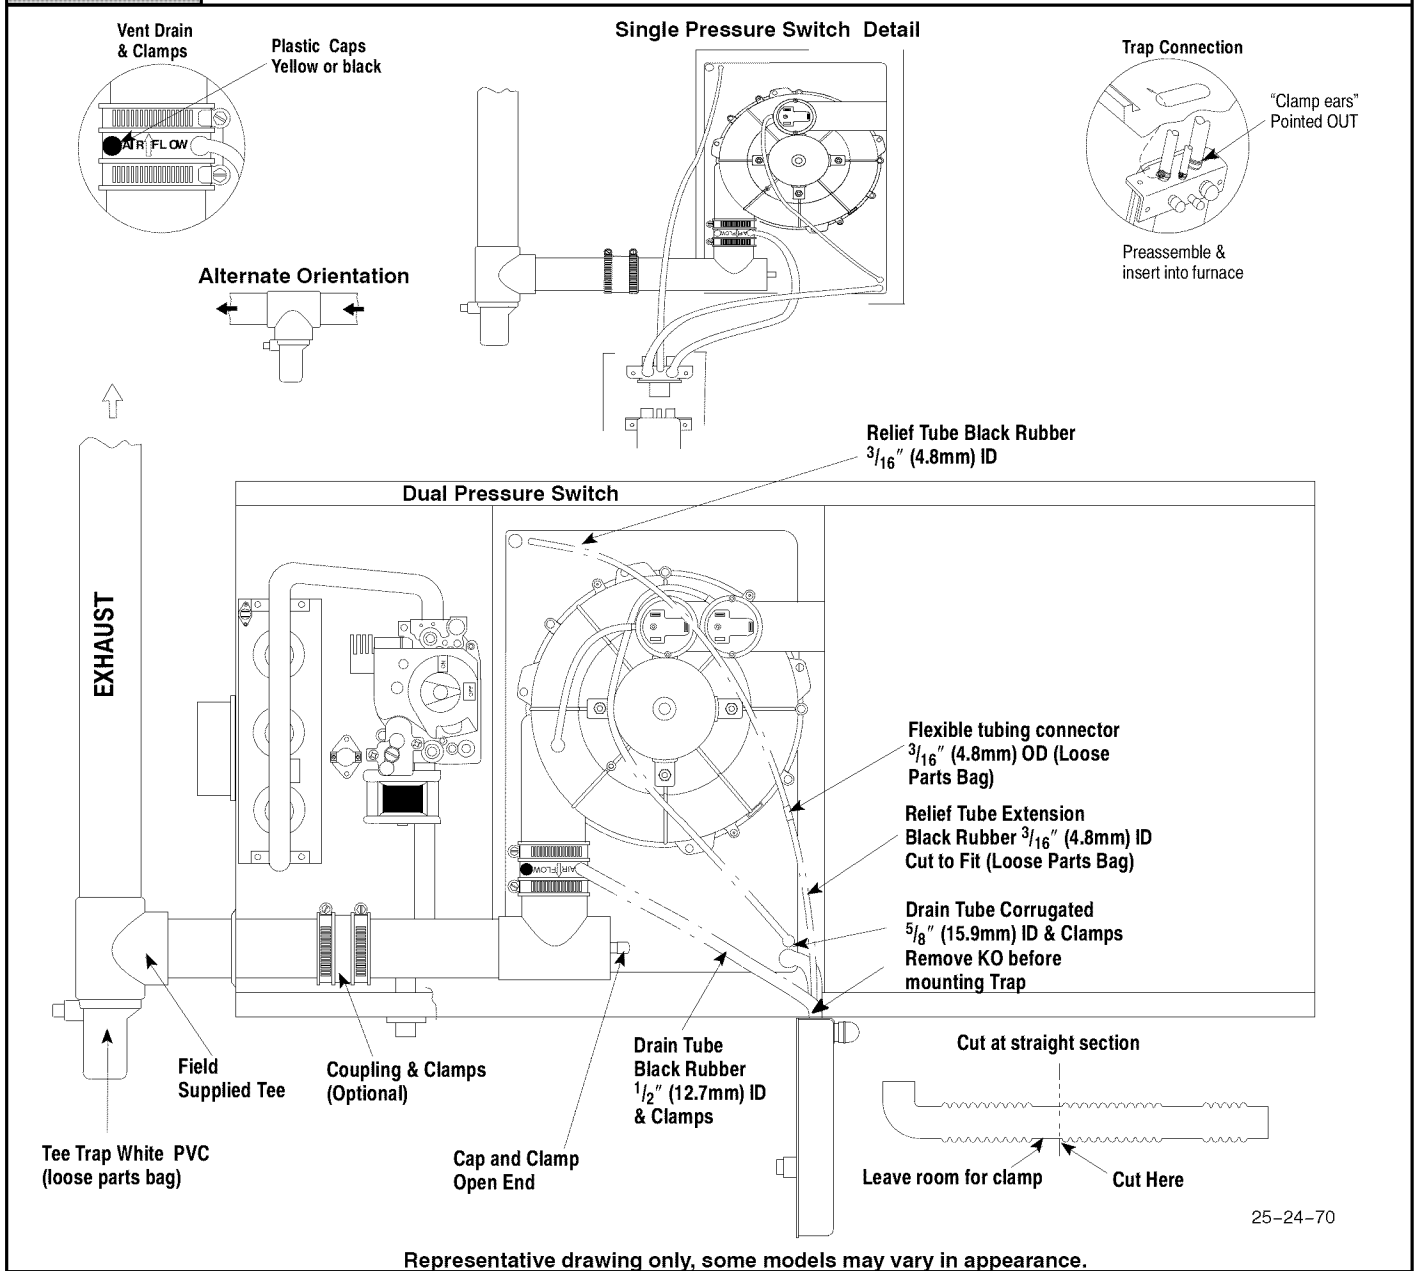 Vent Drain
& Clamps
Plastic Caps
Yellow or black
AIR FLOW
Single Pressure Switch Detail
AIR FLOW
Trap Connection
"Clamp ears"
Pointed OUT
Preassemble &
insert into furnace
Alternate Orientation
Relief Tube Black Rubber
3/16″ (4.8mm) ID
Dual Pressure Switch
EXHAUST
ON
OFF
AIR FLOW
Flexible tubing connector
3/16″ (4.8mm) OD (Loose
Parts Bag)
Relief Tube Extension
Black Rubber 3/16″ (4.8mm) ID
Cut to Fit (Loose Parts Bag)
Drain Tube Corrugated
5/8″ (15.9mm) ID & Clamps
Remove KO before
mounting Trap
Field
Supplied Tee
Coupling & Clamps
(Optional)
Drain Tube
Black Rubber
1/2″ (12.7mm) ID
& Clamps
Cut at straight section
Tee Trap White PVC
(loose parts bag)
Cap and Clamp
Open End
Leave room for clamp
Cut Here
25-24-70
Representative drawing only, some models may vary in appearance.